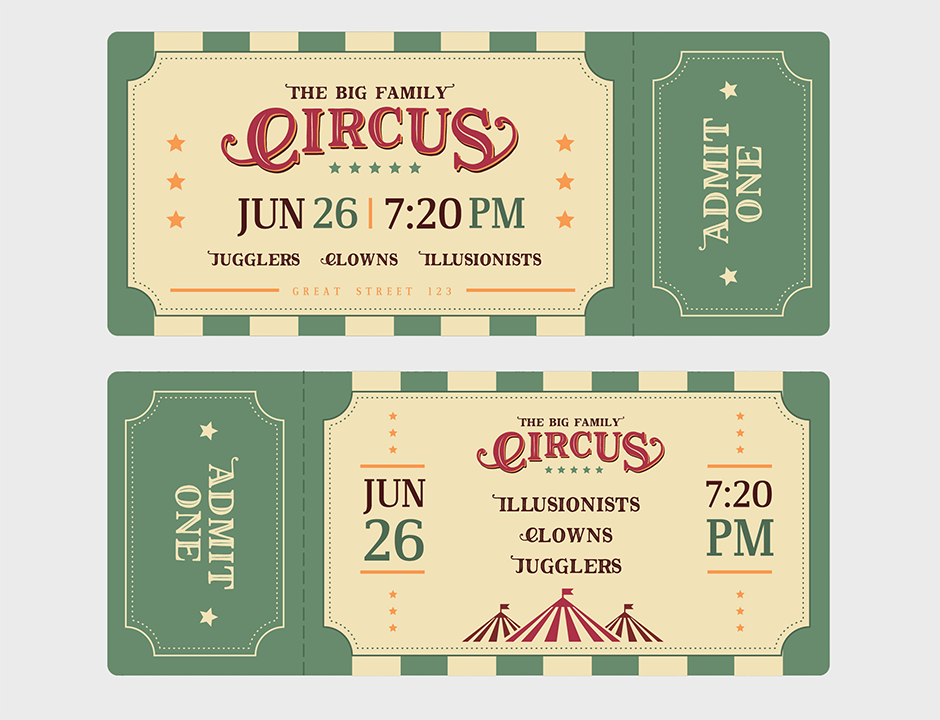 THE BIG FAMILY
CIRCUS
JUN 26 | 7:20 PM
JUGGLERS CLOWNS ILLUSIONISTS
GREAT STREET 123
ADMIT
ONE
ADMIT
ONE
JUN
26
THE BIG FAMILY
CIRCUS
ILLUSIONISTS
CLOWNS
JUGGLERS
7:20
PM